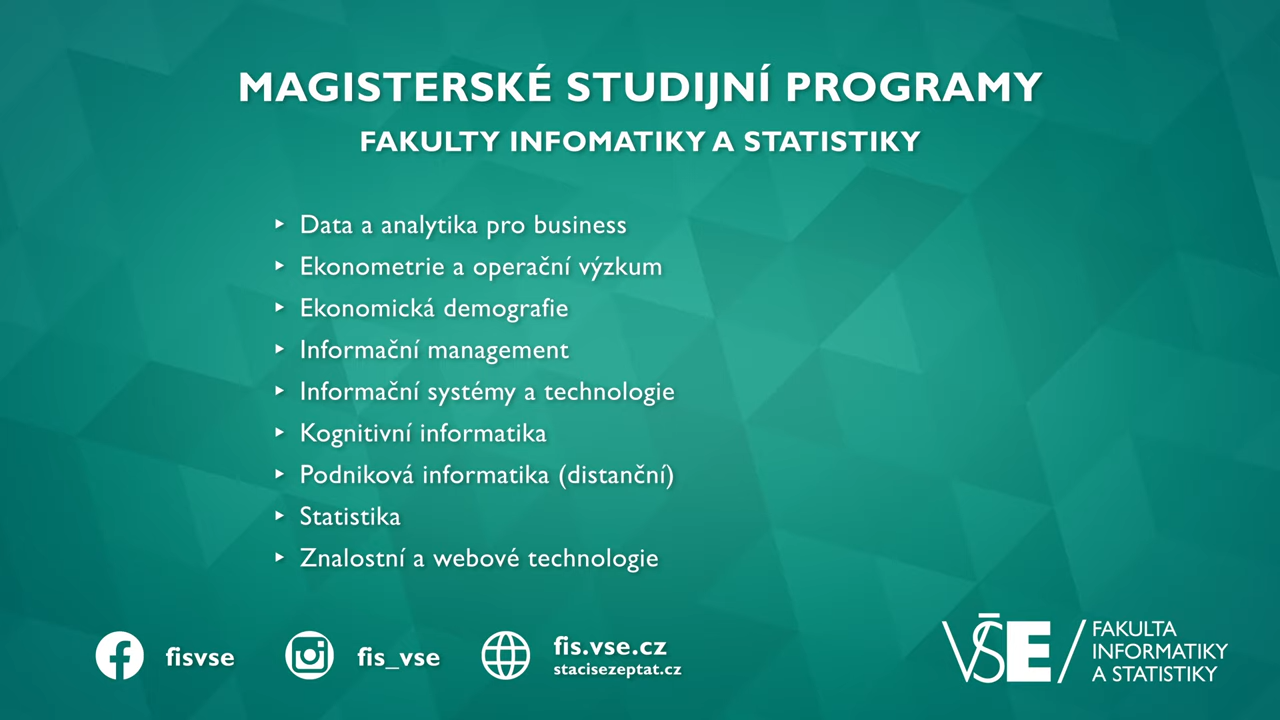 MAGISTERSKÉ STUDIJNÍ PROGRAMY
FAKULTY INFOMATIKY A STATISTIKY
‣ Data a analytika pro business
‣ Ekonometrie a operační výzkum
‣ Ekonomická demografie
‣ Informační management
‣ Informační systémy a technologie
‣ Kognitivní informatika
‣ Podniková informatika (distanční)
‣ Statistika
‣ Znalostní a webové technologie
fisvse
fis_vse
fis.vse.cz
stacisezeptat.cz
VŠE
FAKULTA
INFORMATIKY
A STATISTIKY